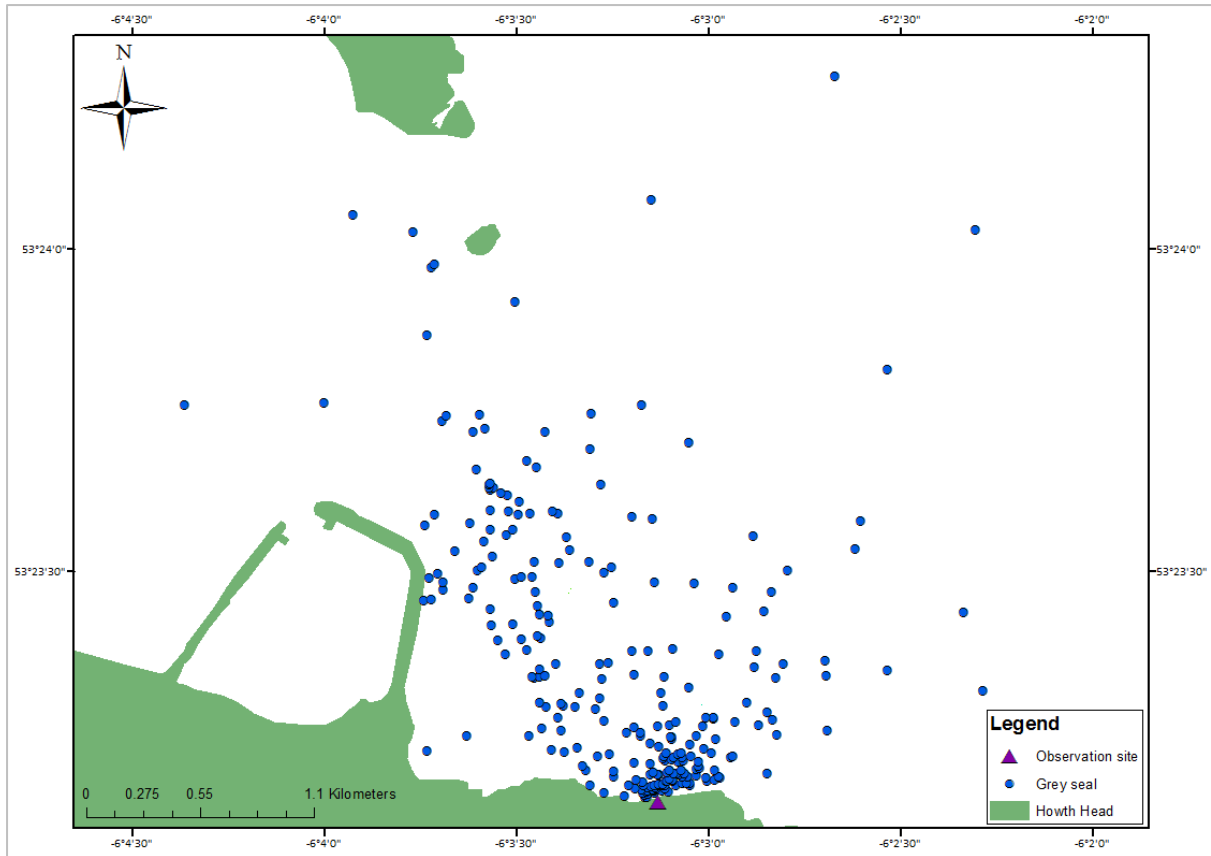 -6°4'30" -6°4'0" -6°3'30" -6°3'0" -6°2'30" -6°2'0"
N
53°24'0" 53°24'0"
53°23'30" 53°23'30"
Legend
Observation site
Grey seal
Howth Head
0 0.275 0.55 1.1 Kilometers
-6°4'30" -6°4'0" -6°3'30" -6°3'0" -6°2'30" -6°2'0"